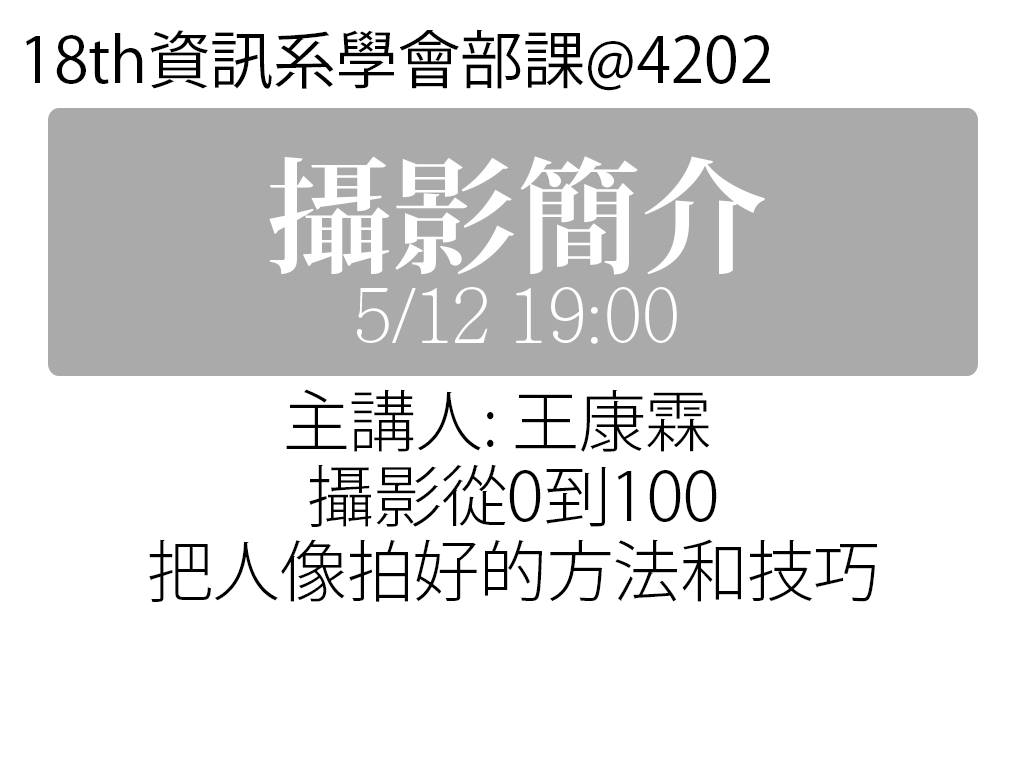 18th資訊系學會部課@4202
攝影簡介
5/12 19:00
主講人: 王康霖
攝影從0到100
把人像拍好的方法和技巧